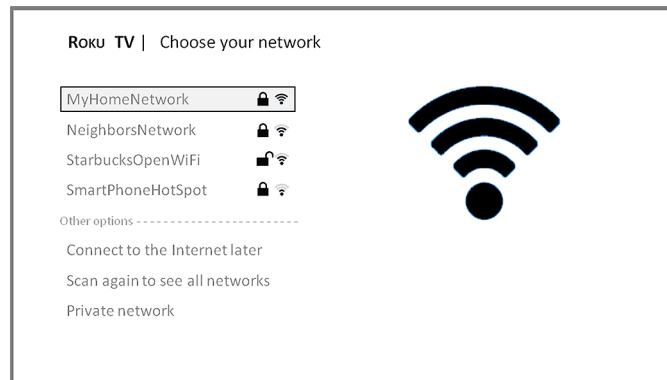 ROKU TV | Choose your network
MyHomeNetwork
NeighborsNetwork
StarbucksOpenWiFi
SmartPhoneHotSpot
Other options
Connect to the Internet later
Scan again to see all networks
Private network